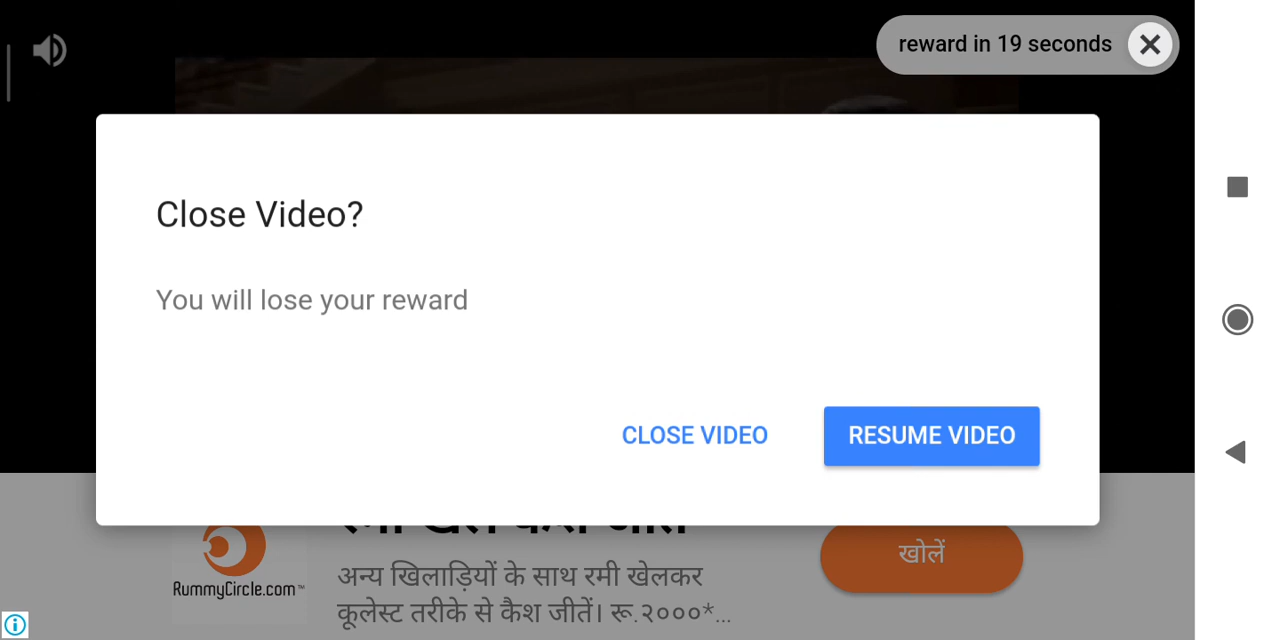 reward in 19 seconds
Close Video?
You will lose your reward
CLOSE VIDEO
RESUME VIDEO
RummyCircle.com™
अन्य खिलाड़ियों के साथ रमी खेलकर
कूलेस्ट तरीके से कैश जीतें। रू.२०००*...
खोलें